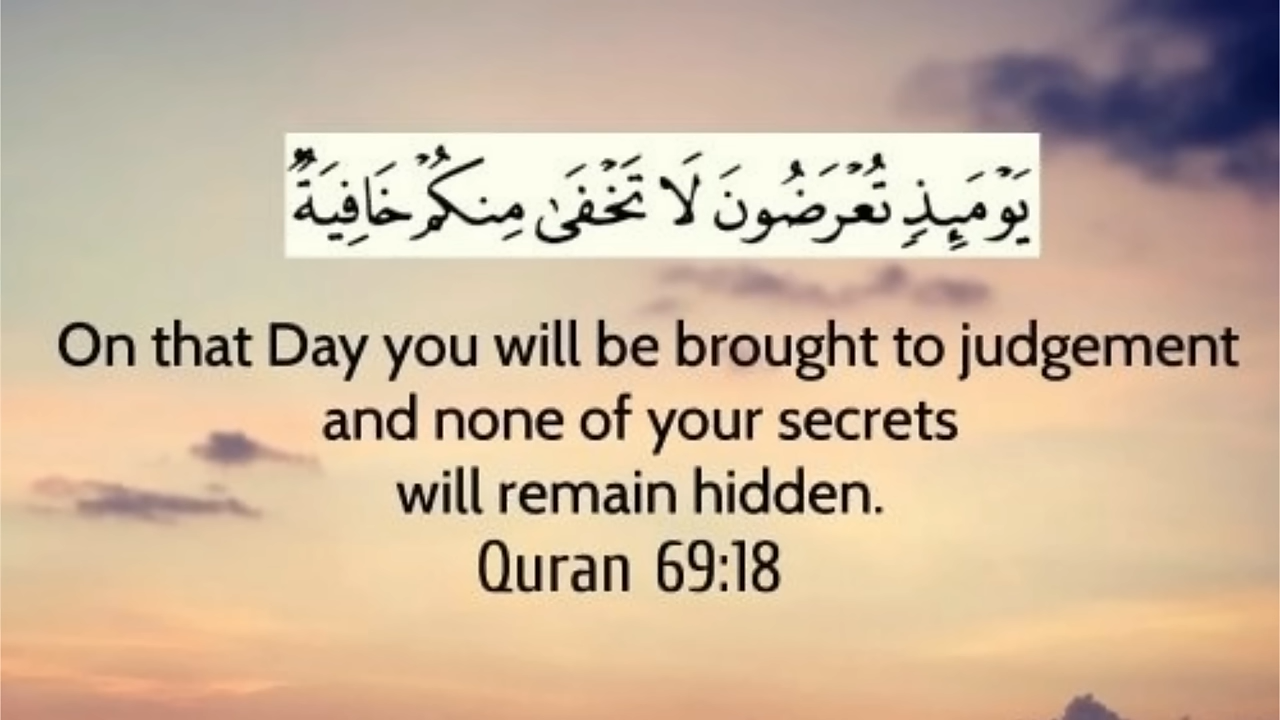 يَوْمَئِذٍ تُعْرَضُونَ لَا تَخْفَىٰ مِنكُمْ خَافِيَةٌ
On that Day you will be brought to judgement
and none of your secrets
will remain hidden.
Quran 69:18